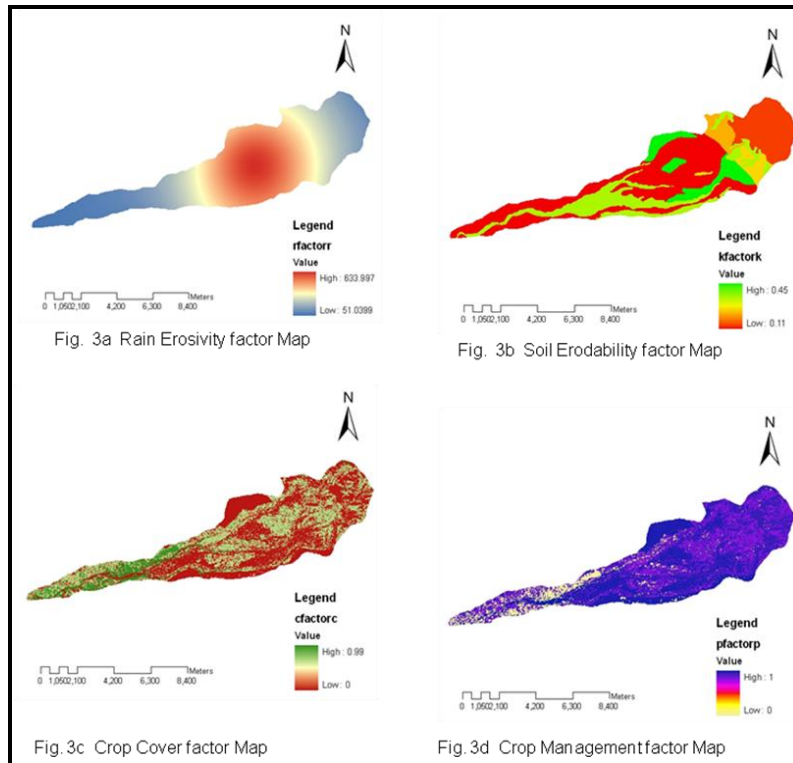 N
Legend
rfactorr
Value
High : 633.997
Low : 51.0399
Meters
0 1,0502,100 4,200 6,300 8,400
Fig. 3a Rain Erosivity factor Map
N
Legend
kfactork
Value
High : 0.45
Low : 0.11
Meters
0 1,0502,100 4,200 6,300 8,400
Fig. 3b Soil Erodability factor Map
N
Legend
cfactorc
Value
High : 0.99
Low : 0
Meters
0 1,0502,100 4,200 6,300 8,400
Fig. 3c Crop Cover factor Map
N
Legend
pfactorp
Value
High : 1
Low : 0
Meters
0 1,0502,100 4,200 6,300 8,400
Fig. 3d Crop Management factor Map